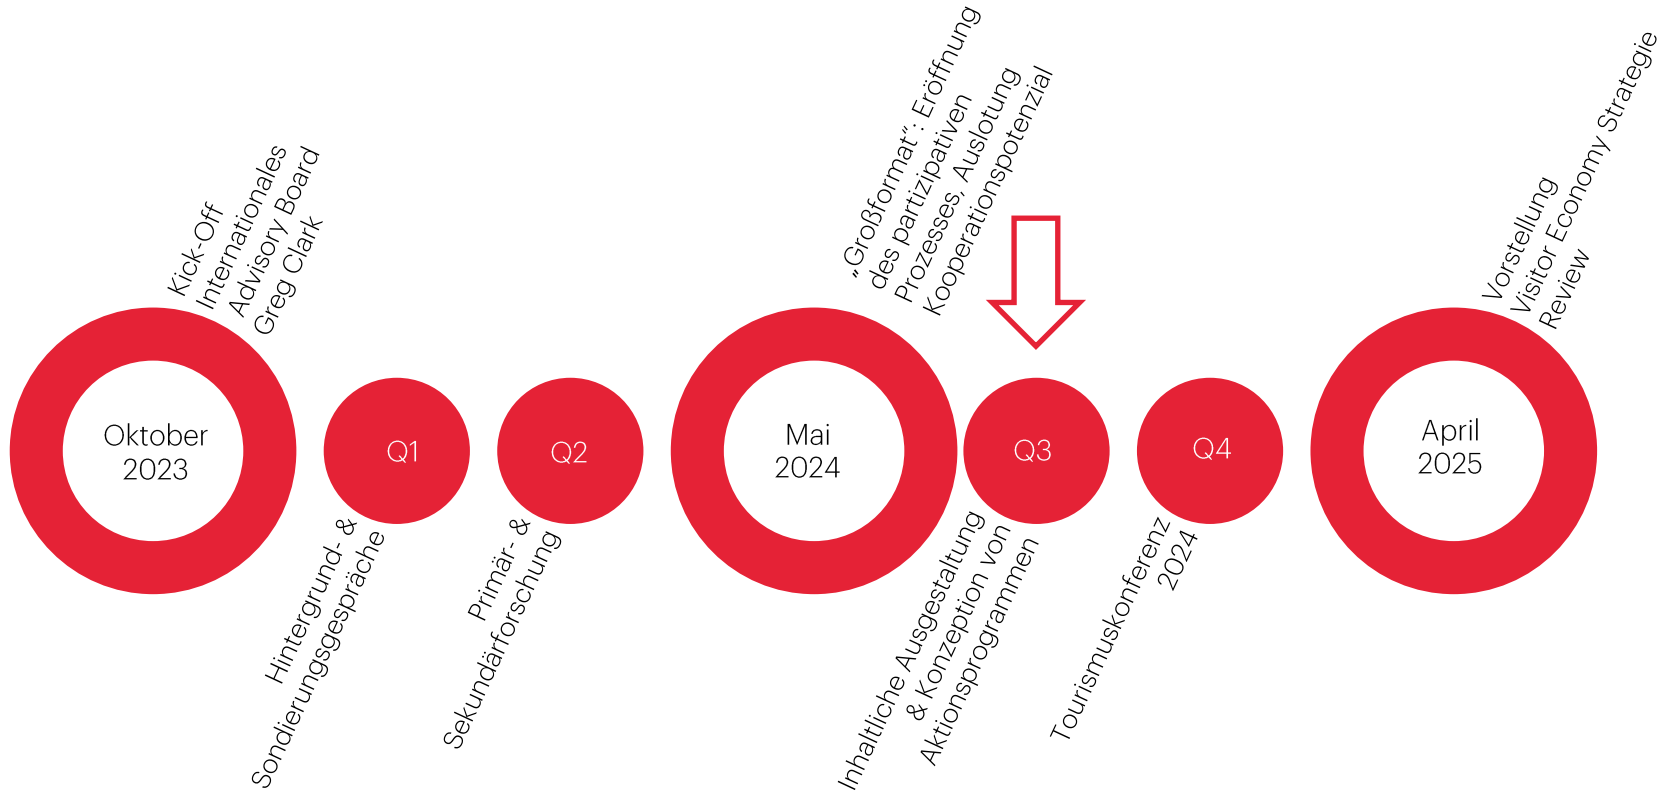 Kick-Off
Internationales
Advisory Board
Greg Clark
Oktober
2023
Q1
Hintergrund- &
Sondierungsgespräche
Q2
Primär- &
Sekundärforschung
„Großformat“: Eröffnung
des partizipativen
Prozesses, Auslotung
Kooperationspotenzial
Mai
2024
Q3
Inhaltliche Ausgestaltung
& Konzeption von
Aktionsprogrammen
Q4
Tourismuskonferenz
2024
Vorstellung
Visitor Economy Strategie
Review
April
2025